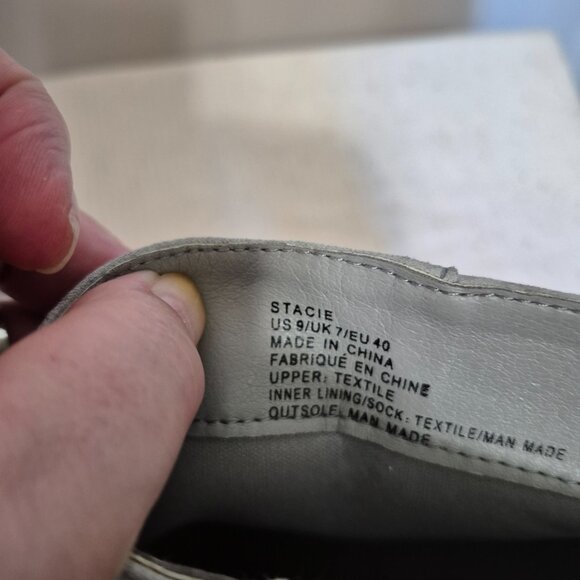 STACIE
US 9/UK 7/EU 40
MADE IN CHINA
FABRIQUÉ EN CHINE
UPPER: TEXTILE
INNER LINING/SOCK: TEXTILE/MAN MADE
OUTSOLE: MAN MADE